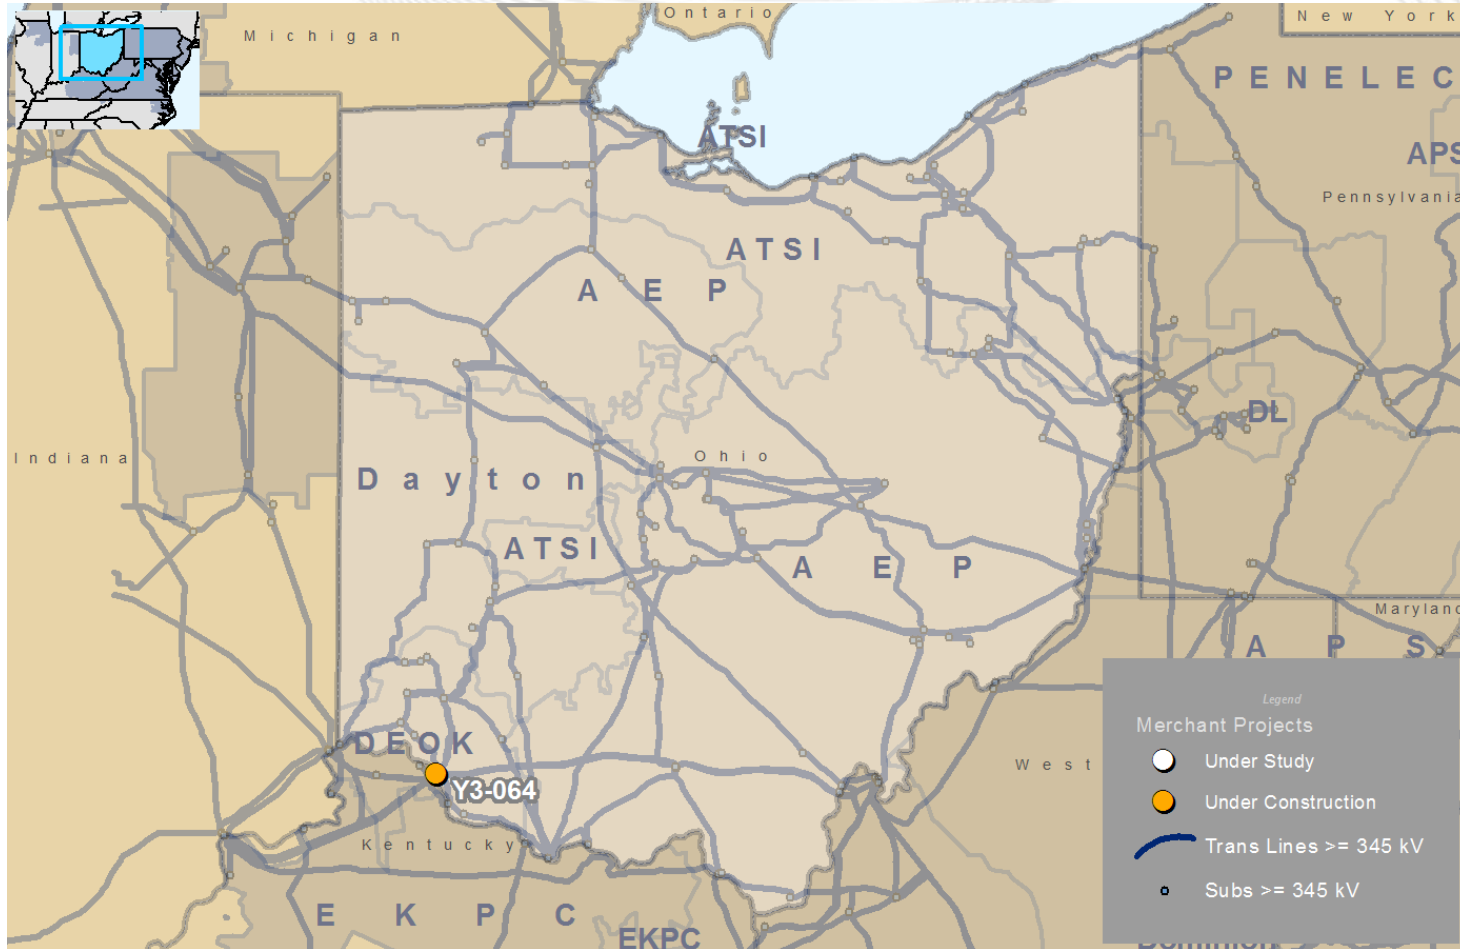 Ontario
New York
Michigan
PENELEC
ATSI
APS
Pennsylvania
ATSI
AEP
DL
Indiana
Ohio
Dayton
ATSI
AEP
Maryland
APS
DEOK
Y3-064
West
Kentucky
EKPC
EKPC
Dominion
Legend
Merchant Projects
Under Study
Under Construction
Trans Lines >= 345 kV
Subs >= 345 kV